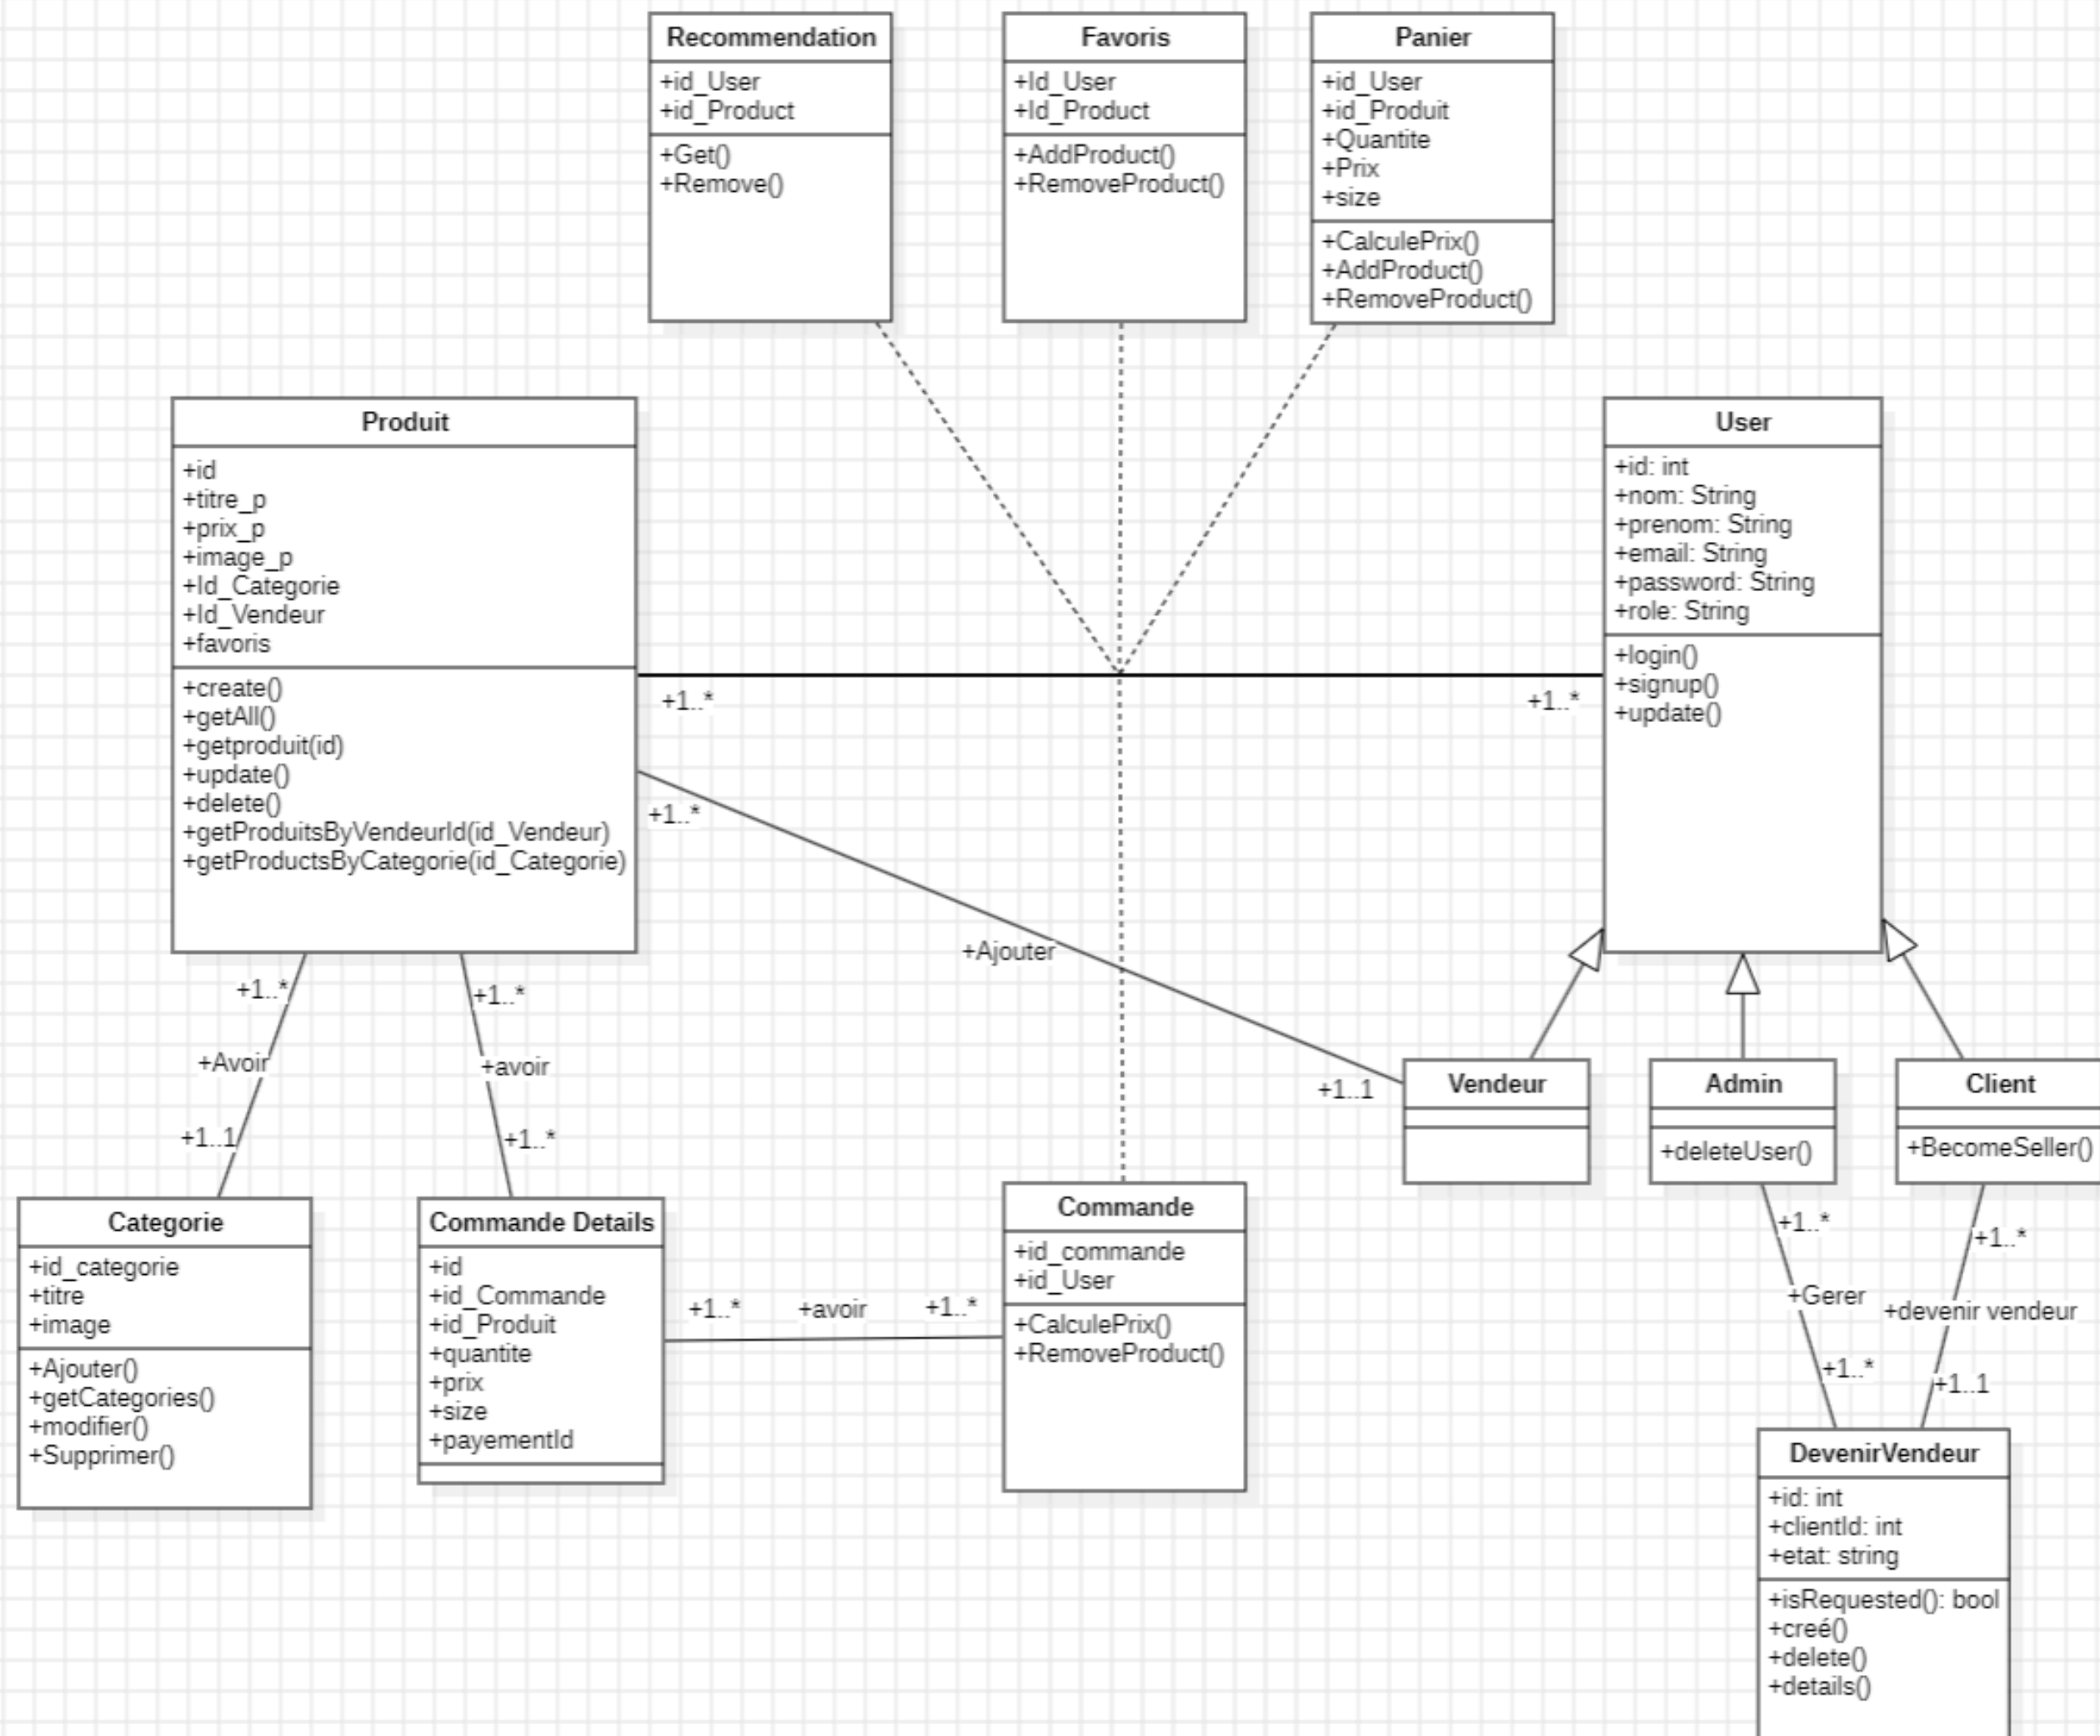 Recommendation
+id_User
+id_Product
+Get()
+Remove()
Favoris
+Id_User
+Id_Product
+AddProduct()
+RemoveProduct()
Panier
+id_User
+id_Produit
+Quantite
+Prix
+size
+CalculePrix()
+AddProduct()
+RemoveProduct()
Produit
+id
+titre_p
+prix_p
+image_p
+Id_Categorie
+Id_Vendeur
+favoris
+create()
+getAll()
+getproduit(id)
+update()
+delete()
+getProduitsByVendeurId(id_Vendeur)
+getProductsByCategorie(id_Categorie)
User
+id: int
+nom: String
+prenom: String
+email: String
+password: String
+role: String
+login()
+signup()
+update()
+1..*
+1..*
+1..*
+Ajouter
+1..1
+1..*
+Avoir
+1..1
+1..*
+avoir
+1..*
Vendeur
Admin
+deleteUser()
Client
+BecomeSeller()
Categorie
+id_categorie
+titre
+image
+Ajouter()
+getCategories()
+modifier()
+Supprimer()
Commande Details
+id
+id_Commande
+id_Produit
+quantite
+prix
+size
+payementId
+1..*
+avoir
+1..*
Commande
+id_commande
+id_User
+CalculePrix()
+RemoveProduct()
+1..*
+Gerer
+1..*
+1..*
+devenir vendeur
+1..1
DevenirVendeur
+id: int
+clientId: int
+etat: string
+isRequested(): bool
+creé()
+delete()
+details()